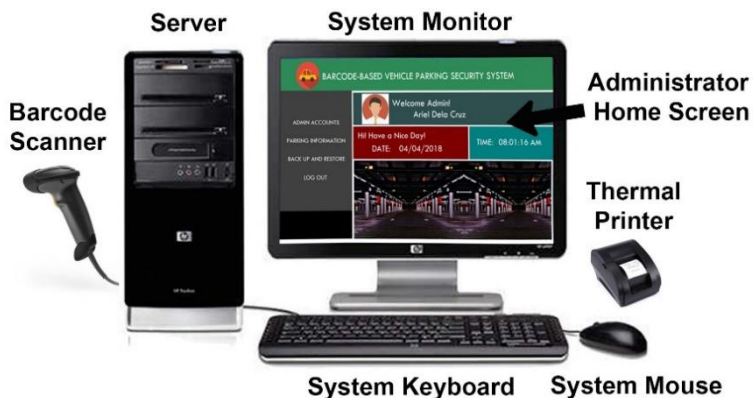 Server
System Monitor
Barcode
Scanner
BARCODE-BASED VEHICLE PARKING SECURITY SYSTEM
Welcome Admin!
Ariel Dela Cruz
ADMIN ACCOUNTS
PARKING INFORMATION
BACK UP AND RESTORE
LOG OUT
Hi! Have a Nice Day!
DATE: 04/04/2018
TIME: 08:01:16 AM
Administrator
Home Screen
Thermal
Printer
hp
hp
System Keyboard
System Mouse